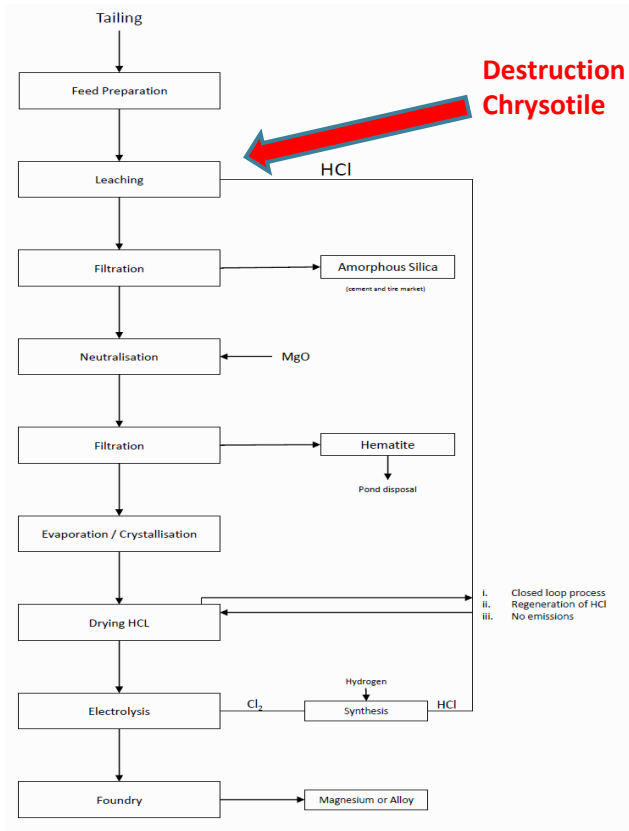 Tailing
Destruction
Chrysotile
Feed Preparation
HCl
Leaching
Filtration
Amorphous Silica
(cement and tire market)
Neutralisation
MgO
Filtration
Hematite
Pond disposal
Evaporation / Crystallisation
i. Closed loop process
ii. Regeneration of HCl
iii. No emissions
Drying HCL
Hydrogen
Electrolysis
Cl₂
Synthesis
HCl
Foundry
Magnesium or Alloy